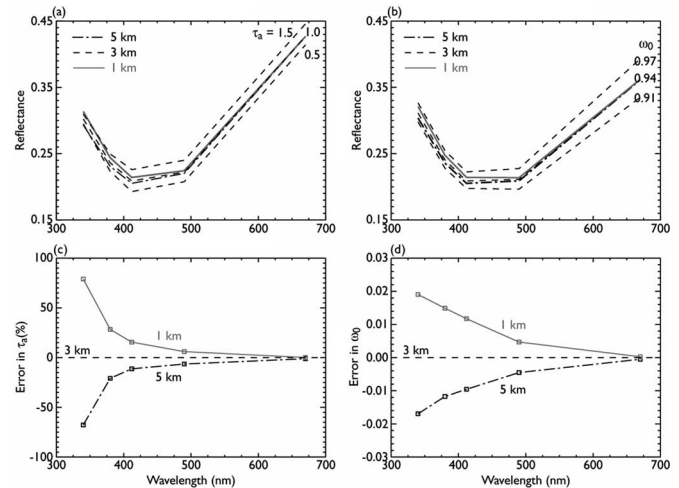 (a)
5 km
3 km
1 km
τa = 1.5
1.0
0.5
0.45
0.35
0.25
0.15
Reflectance
300 400 500 600 700
(b)
5 km
3 km
1 km
ω0
0.97
0.94
0.91
0.45
0.35
0.25
0.15
Reflectance
300 400 500 600 700
(c)
100
50
0
-50
-100
Error in τa(%)
1 km
3 km
5 km
300 400 500 600 700
Wavelength (nm)
(d)
0.03
0.02
0.01
0.00
-0.01
-0.02
-0.03
Error in ω0
1 km
3 km
5 km
300 400 500 600 700
Wavelength (nm)